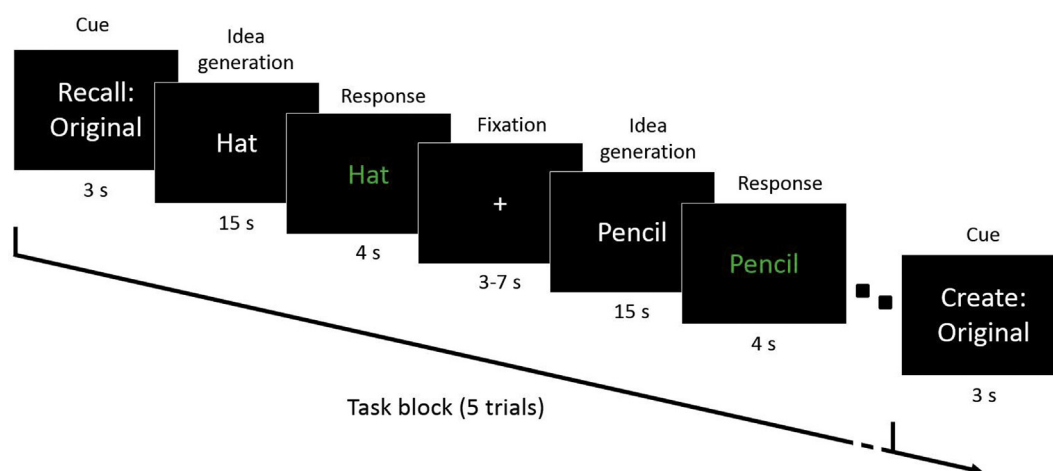 Cue
Recall:
Original
3 s
Idea
generation
Hat
15 s
Response
Hat
4 s
Fixation
+
3-7 s
Idea
generation
Pencil
15 s
Response
Pencil
4 s
Cue
Create:
Original
3 s
Task block (5 trials)